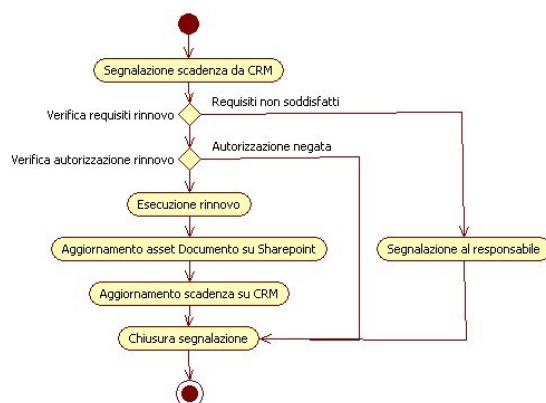 Segnalazione scadenza da CRM
Verifica requisiti rinnovo
Requisiti non soddisfatti
Verifica autorizzazione rinnovo
Autorizzazione negata
Esecuzione rinnovo
Aggiornamento asset Documento su Sharepoint
Segnalazione al responsabile
Aggiornamento scadenza su CRM
Chiusura segnalazione